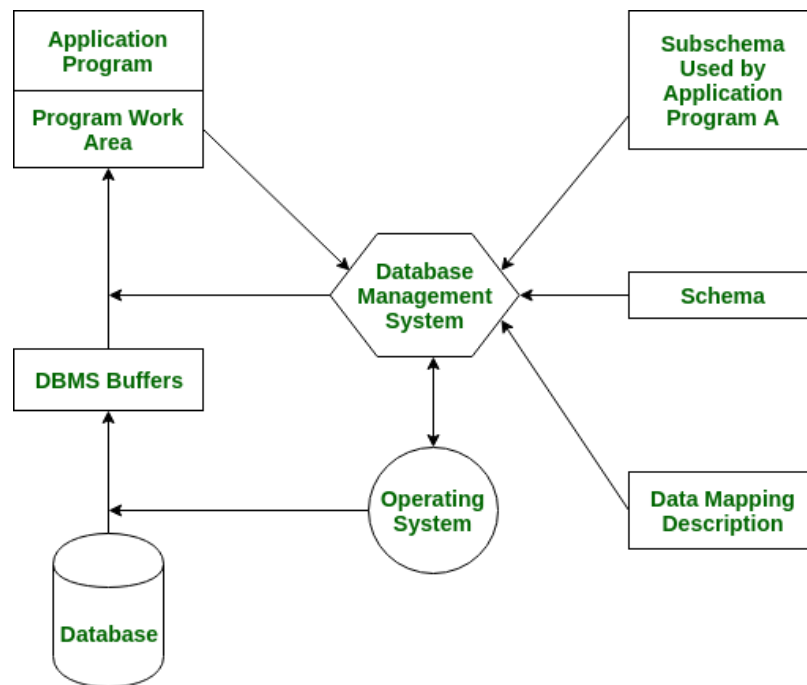 Application
Program
Program Work
Area
Subschema
Used by
Application
Program A
Database
Management
System
Schema
DBMS Buffers
Operating
System
Data Mapping
Description
Database